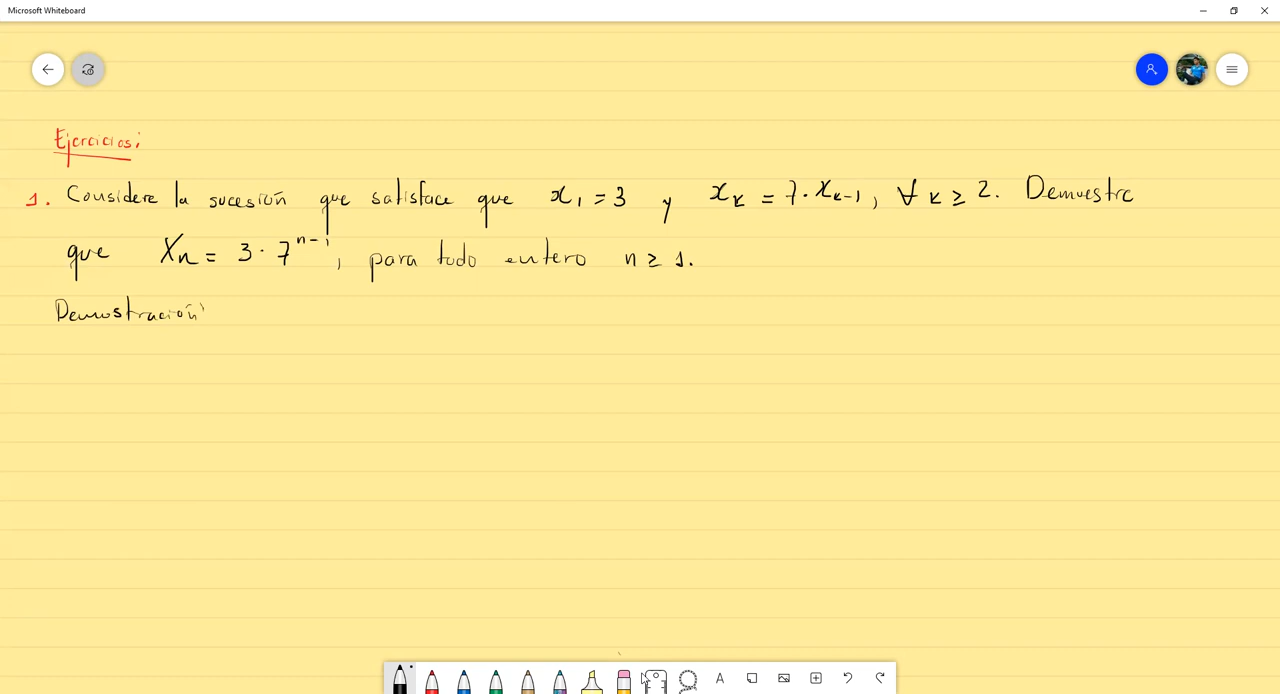 Microsoft Whiteboard
Ejercicios:
1. Considere la sucesión que satisface que x₁ = 3 y xₖ = 7·xₖ₋₁, ∀ k ≥ 2. Demuestre
que Xₙ = 3·7ⁿ⁻¹, para todo entero n ≥ 1.
Demostración:
A